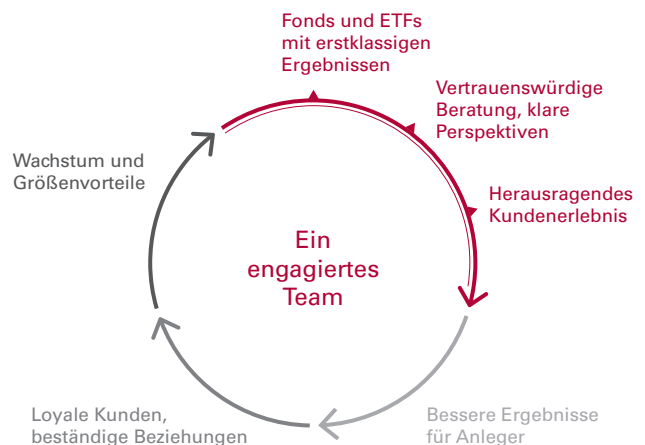 Fonds und ETFs
mit erstklassigen
Ergebnissen
Vertrauenswürdige
Beratung, klare
Perspektiven
Wachstum und
Größenvorteile
Herausragendes
Kundenerlebnis
Ein
engagiertes
Team
Loyale Kunden,
beständige Beziehungen
Bessere Ergebnisse
für Anleger